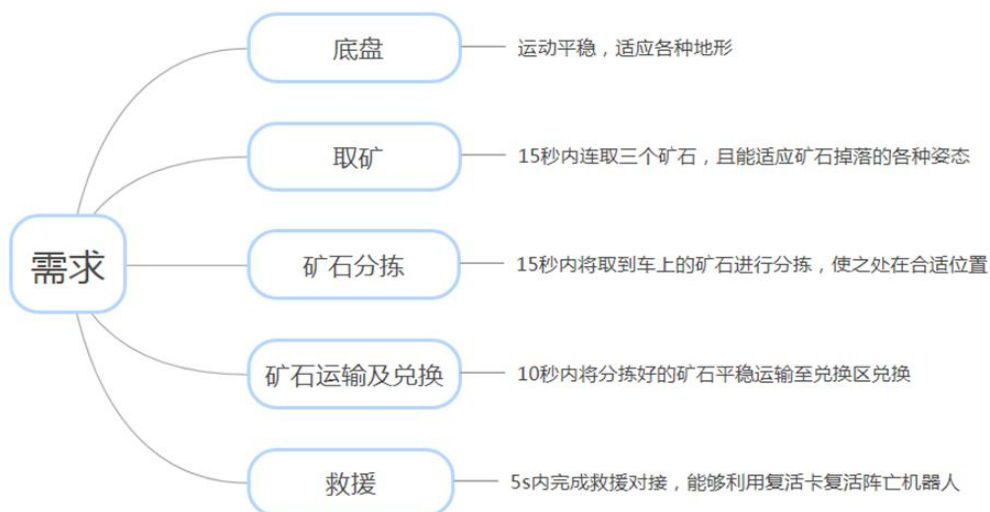 需求
底盘
运动平稳，适应各种地形
取矿
15秒内连取三个矿石，且能适应矿石掉落的各种姿态
矿石分拣
15秒内将取到车上的矿石进行分拣，使之处在合适位置
矿石运输及兑换
10秒内将分拣好的矿石平稳运输至兑换区兑换
救援
5s内完成救援对接，能够利用复活卡复活阵亡机器人